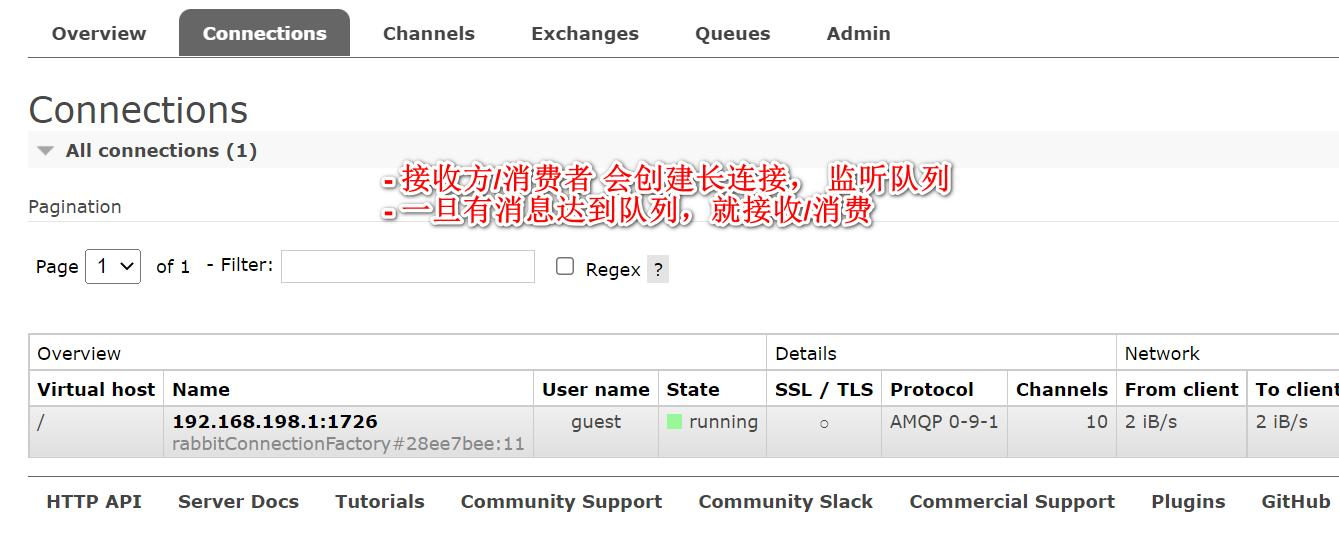 Overview Connections Channels Exchanges Queues Admin
Connections
All connections (1)
- 接收方/消费者 会创建长连接， 监听队列
Pagination
- 一旦有消息达到队列，就接收/消费
Page 1 of 1 - Filter: Regex ?
Overview Details Network
Virtual host Name User name State SSL / TLS Protocol Channels From client To client
/ 192.168.198.1:1726 guest running ○ AMQP 0-9-1 10 2 iB/s 2 iB/s
rabbitConnectionFactory#28ee7bee:11
HTTP API Server Docs Tutorials Community Support Community Slack Commercial Support Plugins GitHub